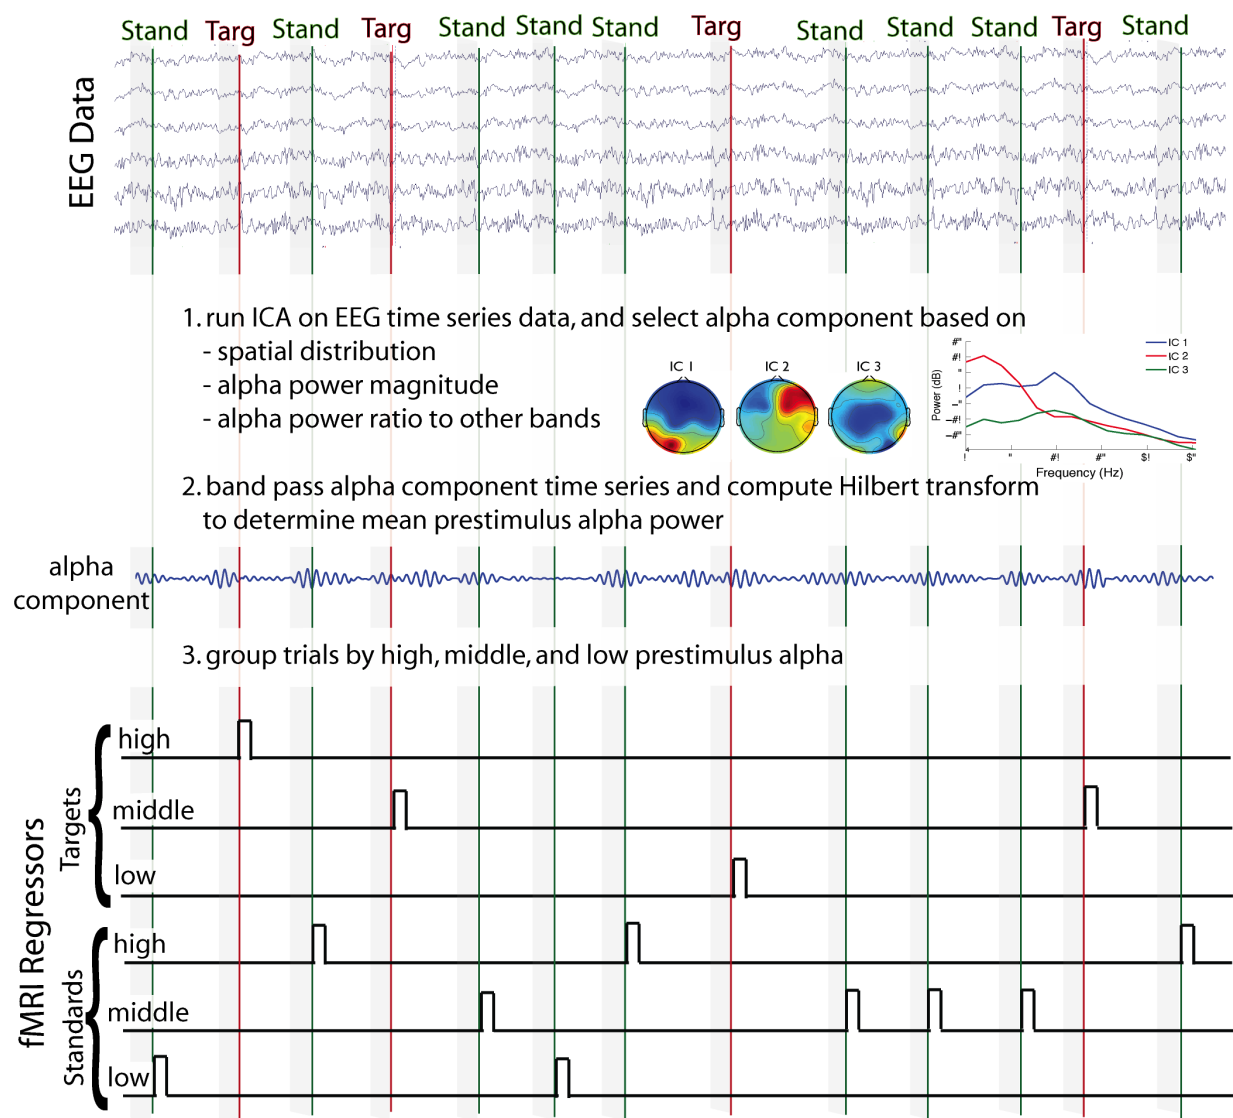 Stand Targ Stand Targ Stand Stand Stand Targ Stand Stand Stand Targ Stand
EEG Data
1. run ICA on EEG time series data, and select alpha component based on
- spatial distribution
- alpha power magnitude
- alpha power ratio to other bands
IC 1 IC 2 IC 3
IC 1
IC 2
IC 3
Power (dB)
#"
#!
"
!
–"
–#!
–#"
! " #! #" $! $"
Frequency (Hz)
2. band pass alpha component time series and compute Hilbert transform
to determine mean prestimulus alpha power
alpha
component
3. group trials by high, middle, and low prestimulus alpha
fMRI Regressors
Targets
high
middle
low
Standards
high
middle
low